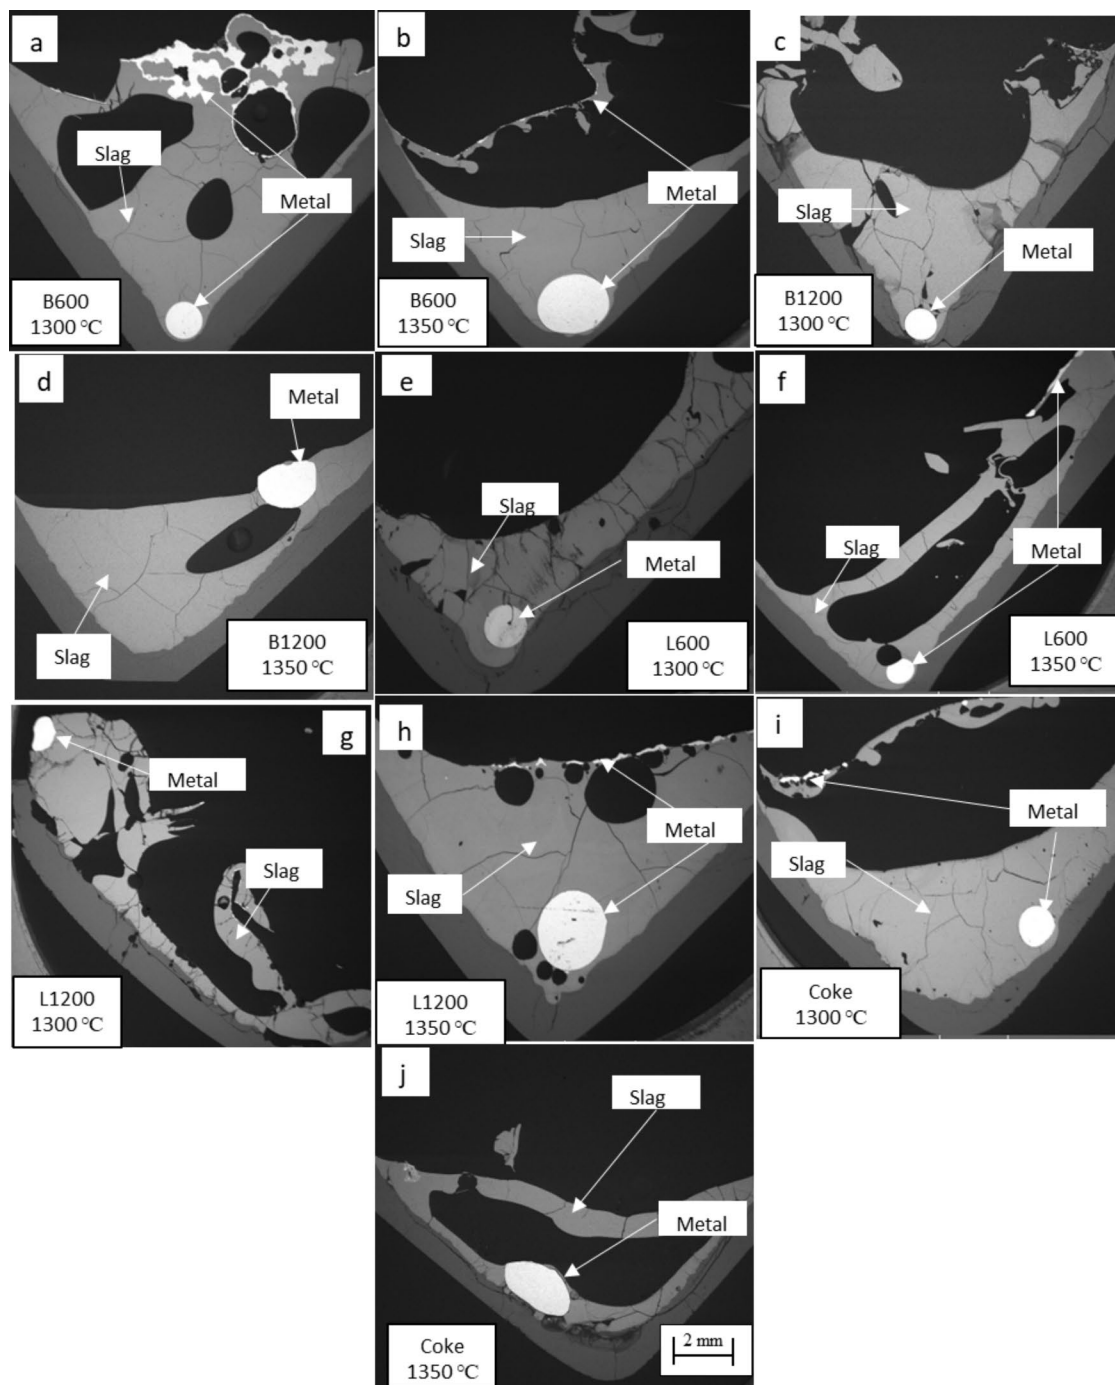 a
Slag
Metal
B600
1300 °C
b
Metal
Slag
B600
1350 °C
c
Slag
Metal
B1200
1300 °C
d
Metal
Slag
B1200
1350 °C
e
Slag
Metal
L600
1300 °C
f
Slag
Metal
L600
1350 °C
g
Metal
Slag
L1200
1300 °C
h
Metal
Slag
L1200
1350 °C
i
Metal
Slag
Coke
1300 °C
j
Slag
Metal
Coke
1350 °C
2 mm